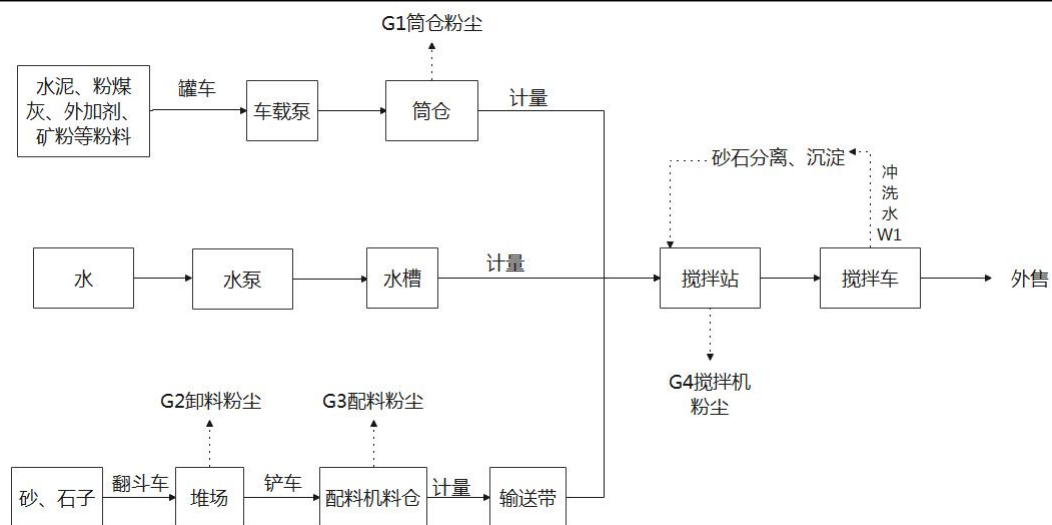 G1筒仓粉尘
水泥、粉煤
灰、外加剂、
矿粉等粉料
罐车
车载泵
筒仓
计量
砂石分离、沉淀
冲
洗
水
W1
水
水泵
水槽
计量
搅拌站
搅拌车
外售
G4搅拌机
粉尘
G2卸料粉尘
G3配料粉尘
砂、石子
翻斗车
堆场
铲车
配料机料仓
计量
输送带